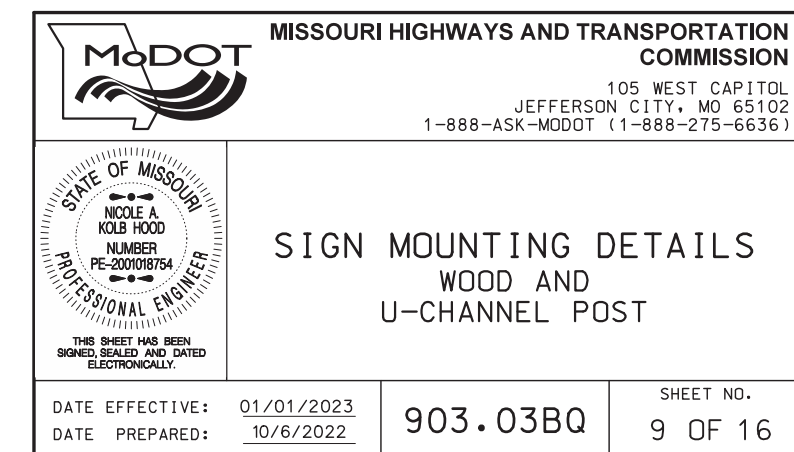 MoDOT
MISSOURI HIGHWAYS AND TRANSPORTATION
COMMISSION
105 WEST CAPITOL
JEFFERSON CITY, MO 65102
1-888-ASK-MODOT (1-888-275-6636)
STATE OF MISSOURI
NICOLE A.
KOLB HOOD
NUMBER
PE-2001018754
PROFESSIONAL ENGINEER
THIS SHEET HAS BEEN
SIGNED, SEALED AND DATED
ELECTRONICALLY.
SIGN MOUNTING DETAILS
WOOD AND
U-CHANNEL POST
DATE EFFECTIVE: 01/01/2023
DATE PREPARED: 10/6/2022
903.03BQ
SHEET NO.
9 OF 16